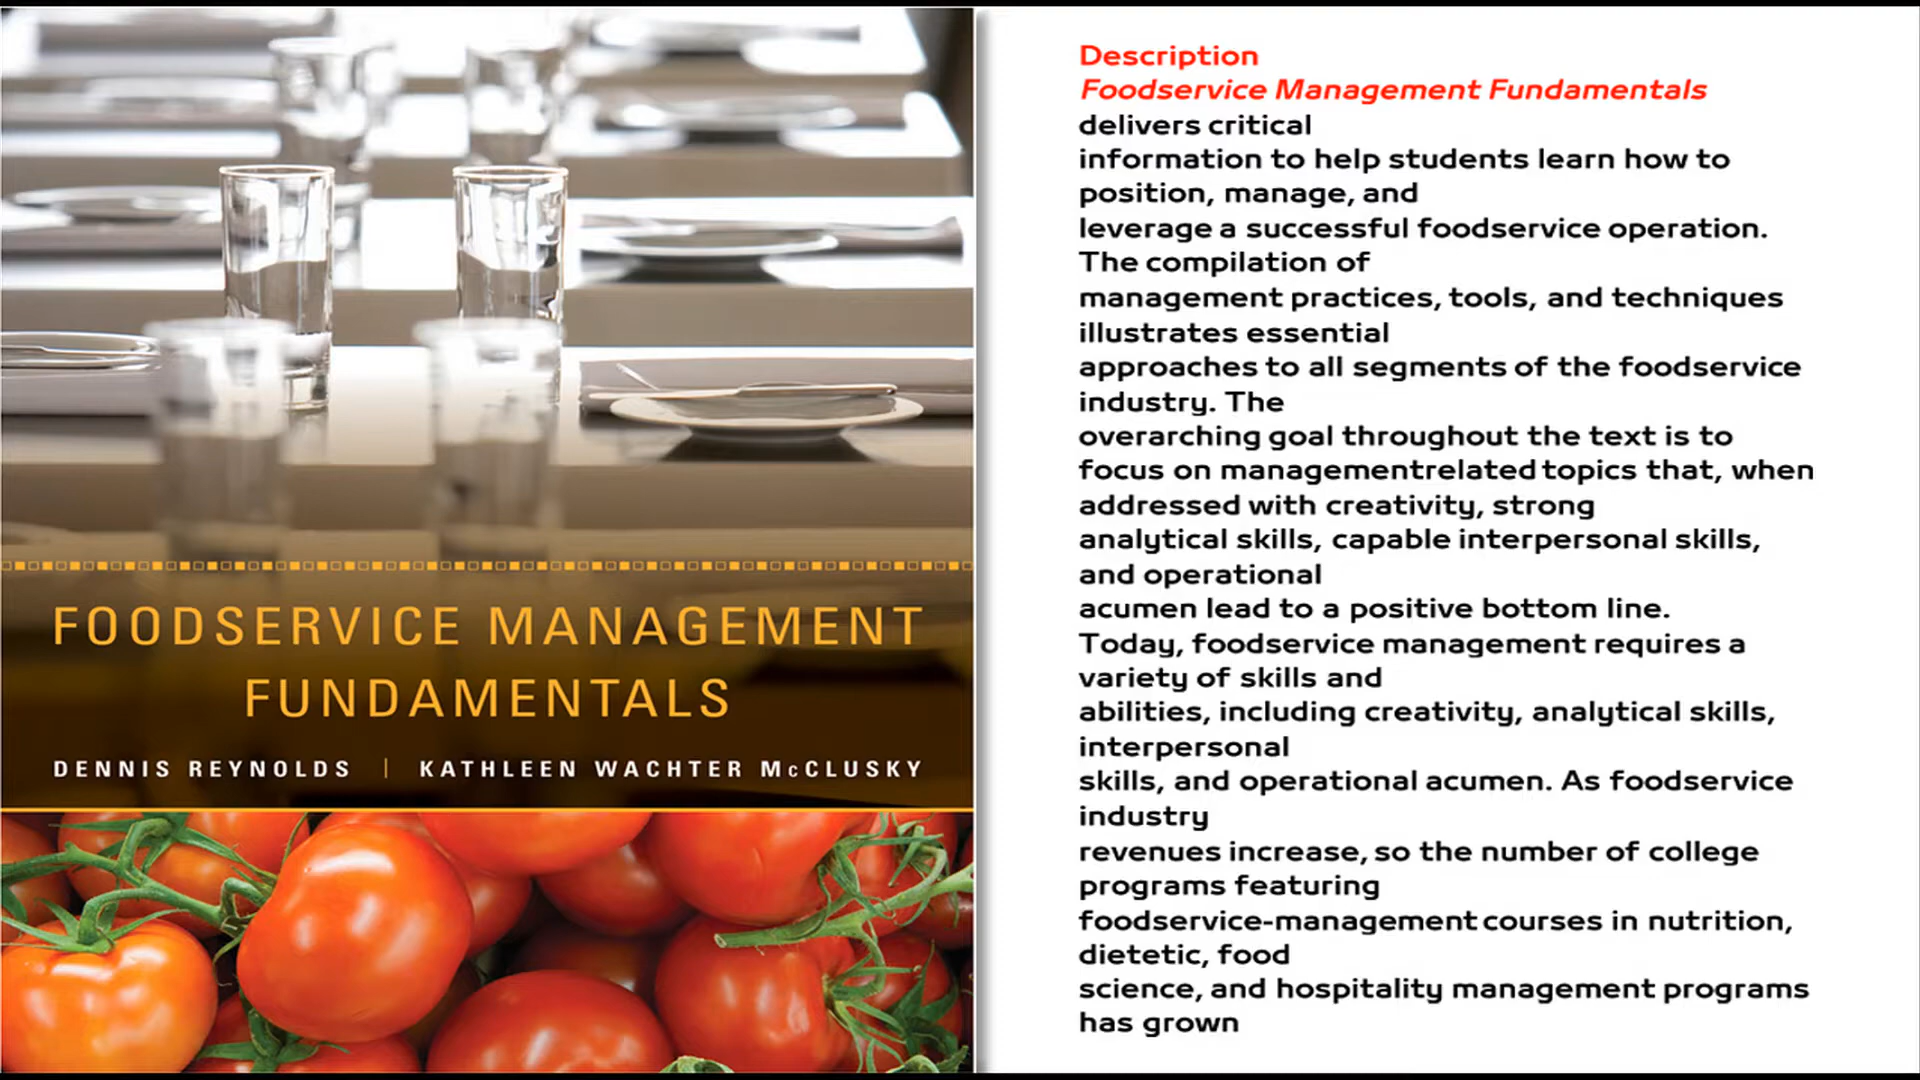 FOODSERVICE MANAGEMENT
FUNDAMENTALS
DENNIS REYNOLDS | KATHLEEN WACHTER McCLUSKY
Description
Foodservice Management Fundamentals
delivers critical
information to help students learn how to
position, manage, and
leverage a successful foodservice operation.
The compilation of
management practices, tools, and techniques
illustrates essential
approaches to all segments of the foodservice
industry. The
overarching goal throughout the text is to
focus on managementrelated topics that, when
addressed with creativity, strong
analytical skills, capable interpersonal skills,
and operational
acumen lead to a positive bottom line.
Today, foodservice management requires a
variety of skills and
abilities, including creativity, analytical skills,
interpersonal
skills, and operational acumen. As foodservice
industry
revenues increase, so the number of college
programs featuring
foodservice-management courses in nutrition,
dietetic, food
science, and hospitality management programs
has grown